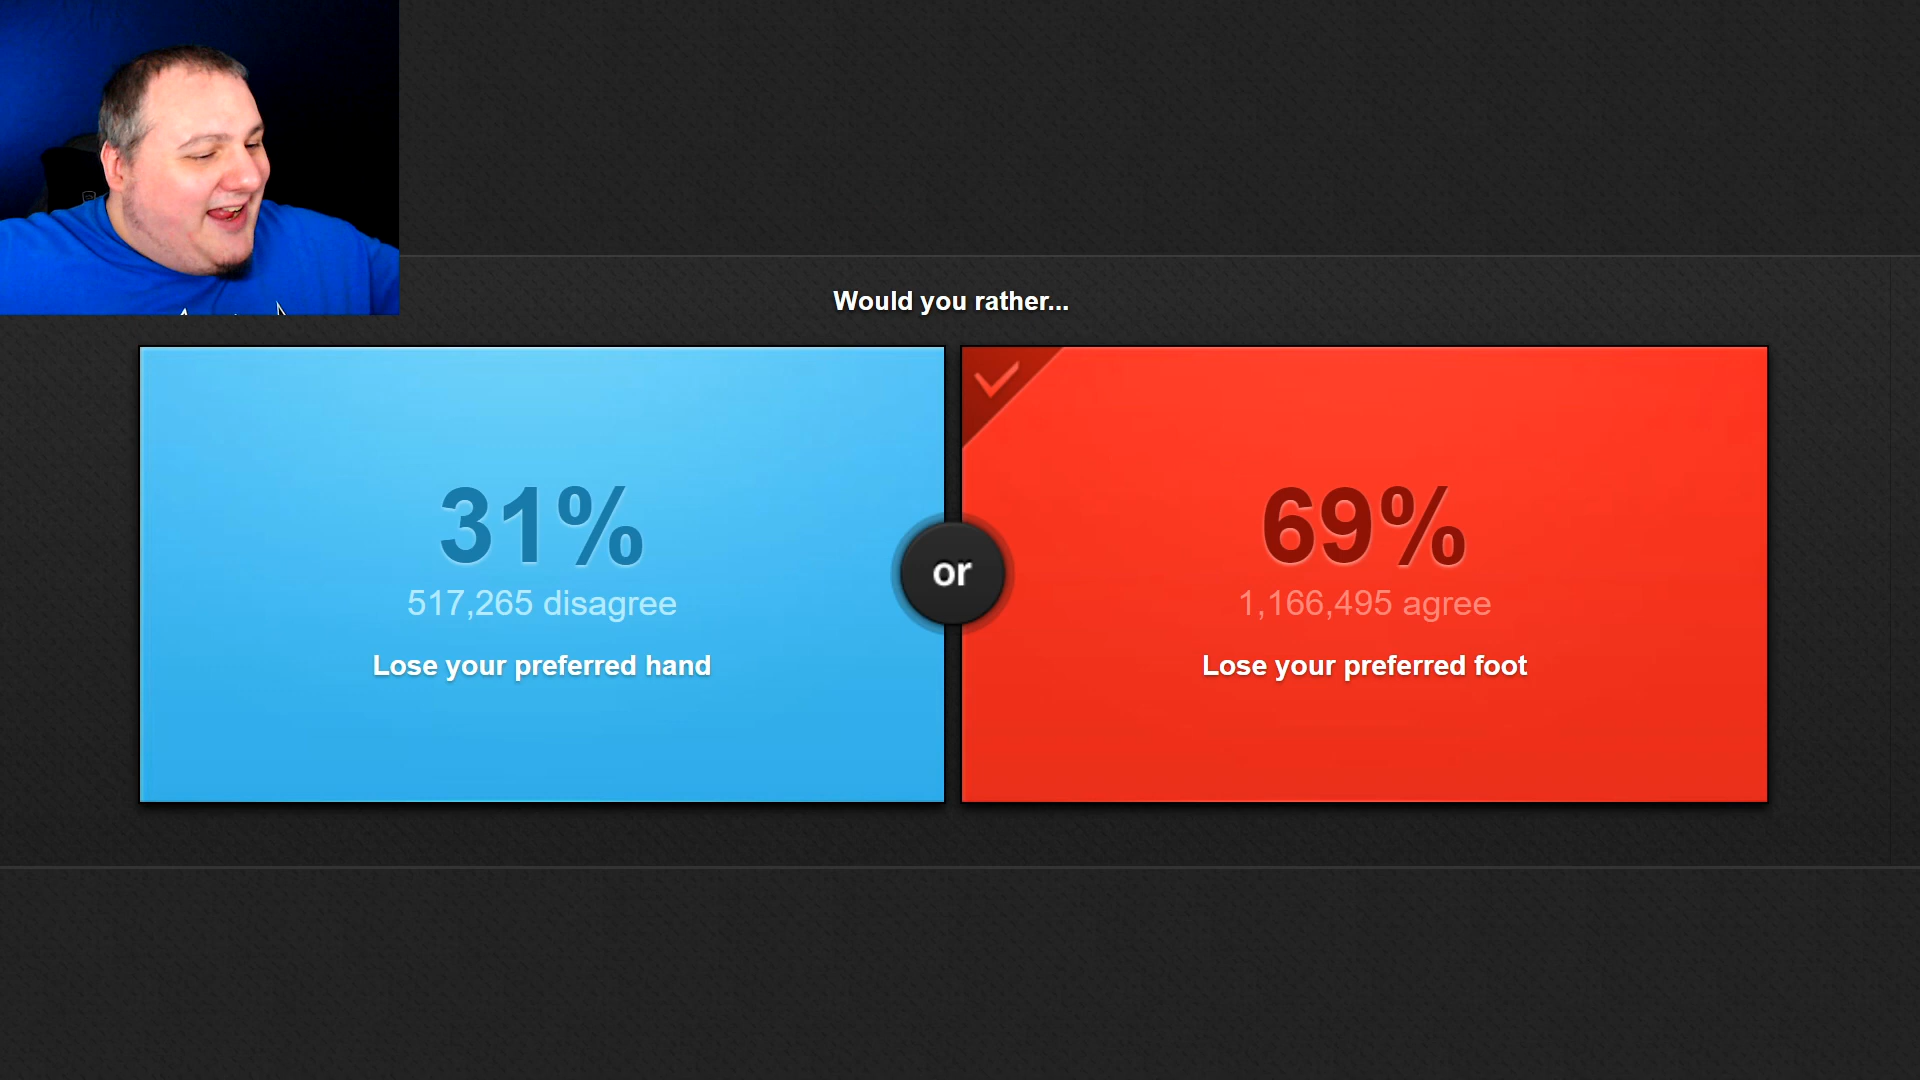 Would you rather...
31%
517,265 disagree
Lose your preferred hand
or
69%
1,166,495 agree
Lose your preferred foot